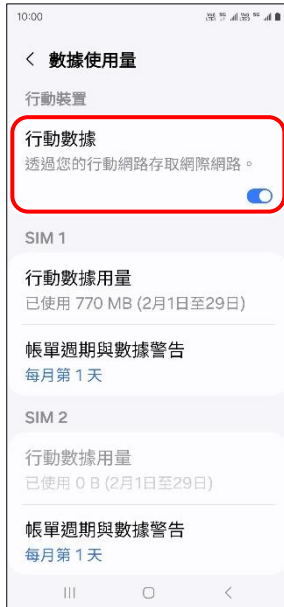 10:00
數據使用量
行動裝置
行動數據
透過您的行動網路存取網際網路。
SIM 1
行動數據用量
已使用 770 MB (2月1日至29日)
帳單週期與數據警告
每月第 1 天
SIM 2
行動數據用量
已使用 0 B (2月1日至29日)
帳單週期與數據警告
每月第 1 天